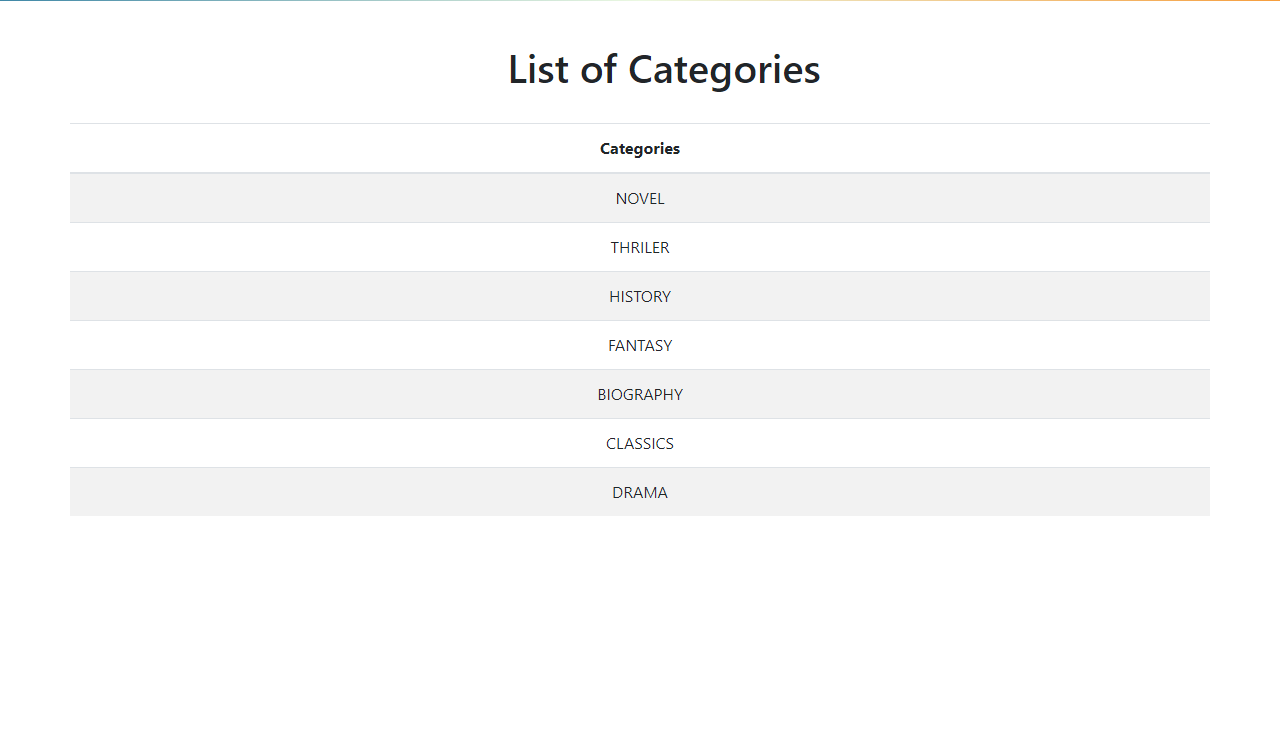 List of Categories
Categories
NOVEL
THRILER
HISTORY
FANTASY
BIOGRAPHY
CLASSICS
DRAMA